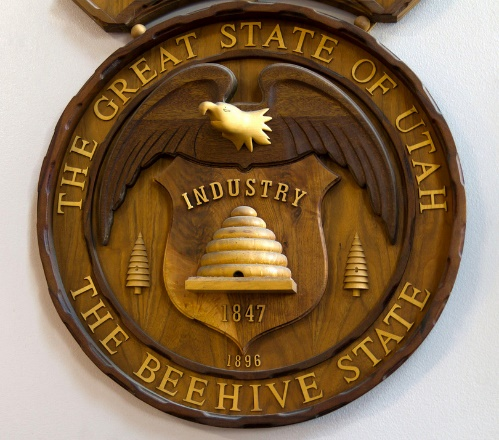 THE GREAT STATE OF UTAH
INDUSTRY
1847
1896
THE BEEHIVE STATE